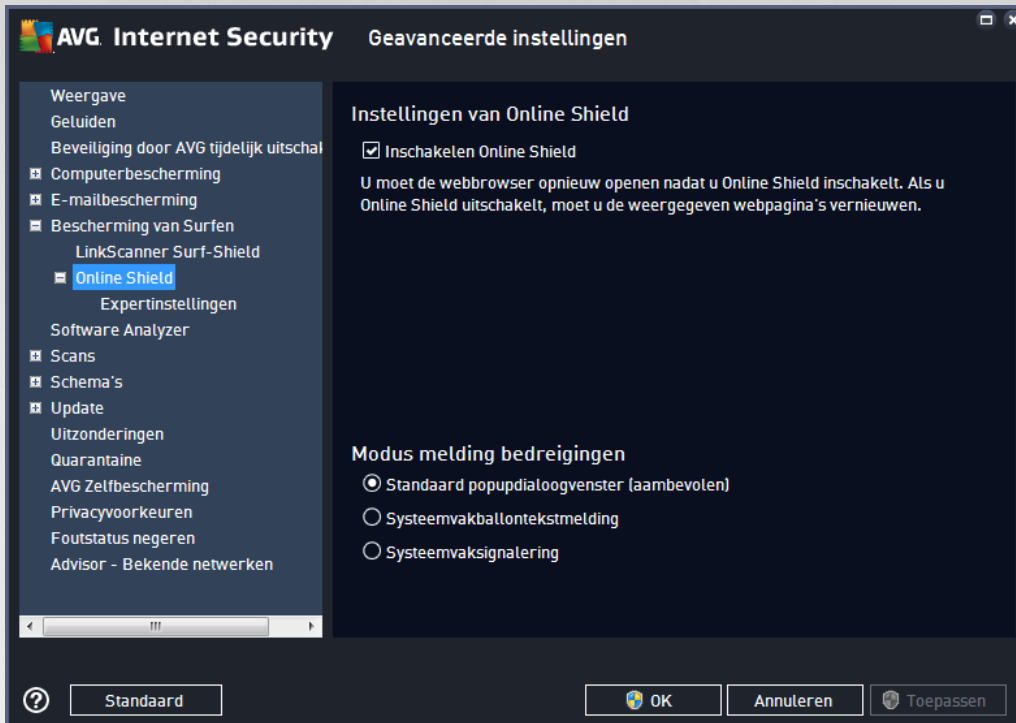 AVG. Internet Security Geavanceerde instellingen
Weergave
Geluiden
Beveiliging door AVG tijdelijk uitschak
Computerbescherming
E-mailbescherming
Bescherming van Surfen
LinkScanner Surf-Shield
Online Shield
Expertinstellingen
Software Analyzer
Scans
Schema's
Update
Uitzonderingen
Quarantaine
AVG Zelfbescherming
Privacyvoorkeuren
Foutstatus negeren
Advisor - Bekende netwerken
Instellingen van Online Shield
Inschakelen Online Shield
U moet de webbrowser opnieuw openen nadat u Online Shield inschakelt. Als u
Online Shield uitschakelt, moet u de weergegeven webpagina's vernieuwen.
Modus melding bedreigingen
Standaard popupdialoogvenster (aambevolen)
Systeemvakballontekstmelding
Systeemvaksignalering
? Standaard OK Annuleren Toepassen